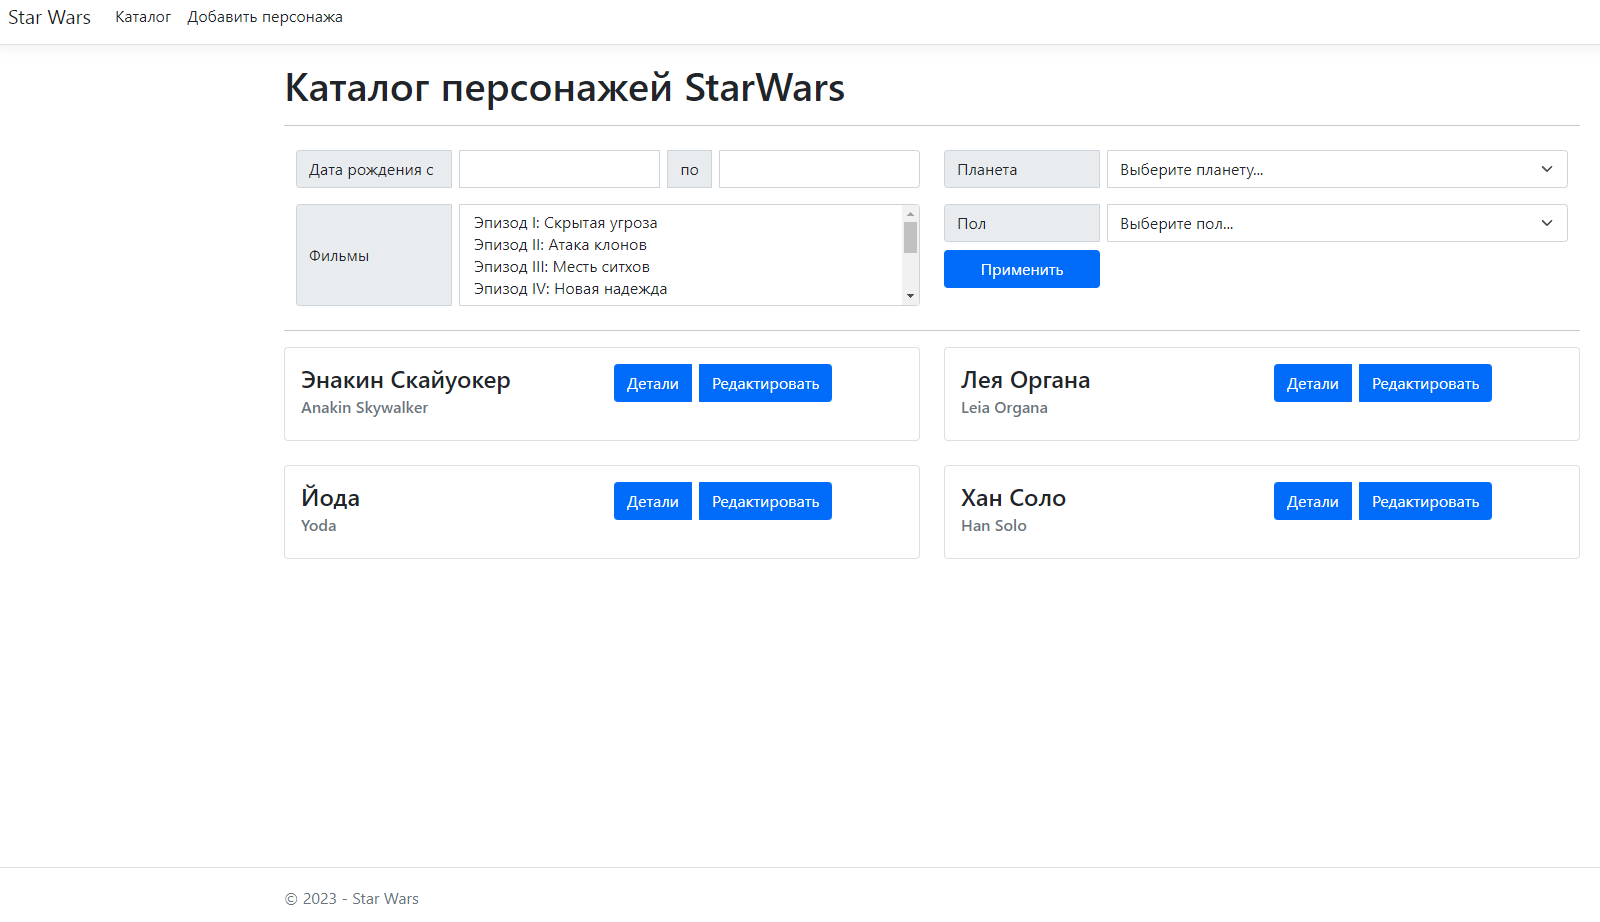 Star Wars Каталог Добавить персонажа
Каталог персонажей StarWars
Дата рождения с по Планета Выберите планету...
Фильмы
Эпизод I: Скрытая угроза
Эпизод II: Атака клонов
Эпизод III: Месть ситхов
Эпизод IV: Новая надежда
Пол Выберите пол...
Применить
Энакин Скайуокер Детали Редактировать
Anakin Skywalker
Лея Органа Детали Редактировать
Leia Organa
Йода Детали Редактировать
Yoda
Хан Соло Детали Редактировать
Han Solo
© 2023 - Star Wars